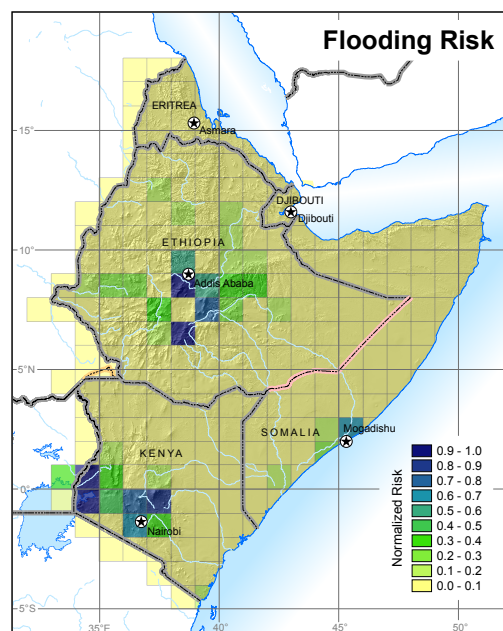 Flooding Risk
ERITREA
Asmara
15°
DJIBOUTI
Djibouti
ETHIOPIA
10°
Addis Ababa
5°N
SOMALIA
Mogadishu
KENYA
Normalized Risk
0.9 - 1.0
0.8 - 0.9
0.7 - 0.8
0.6 - 0.7
0.5 - 0.6
0.4 - 0.5
0.3 - 0.4
0.2 - 0.3
0.1 - 0.2
0.0 - 0.1
0°
Nairobi
5°S
35°E
40°
45°
50°